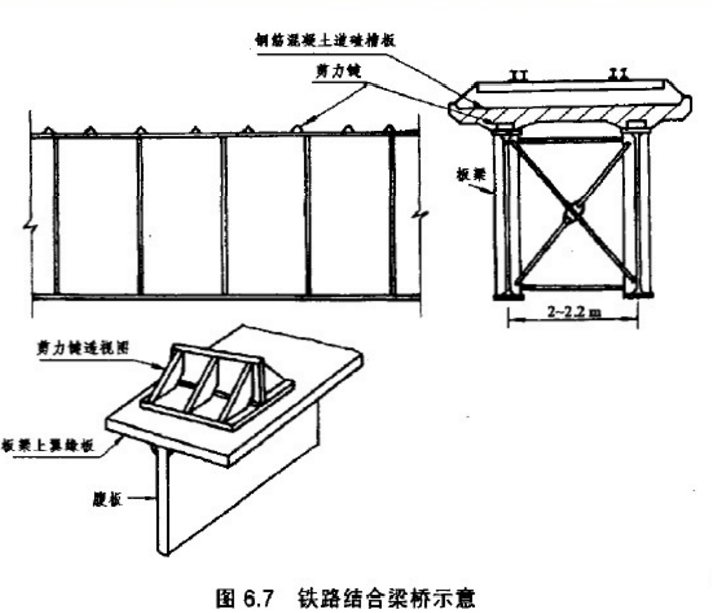 钢筋混凝土道碴槽板
剪力键
板梁
2~2.2 m
剪力键透视图
板梁上翼缘板
腹板
图 6.7 铁路结合梁桥示意